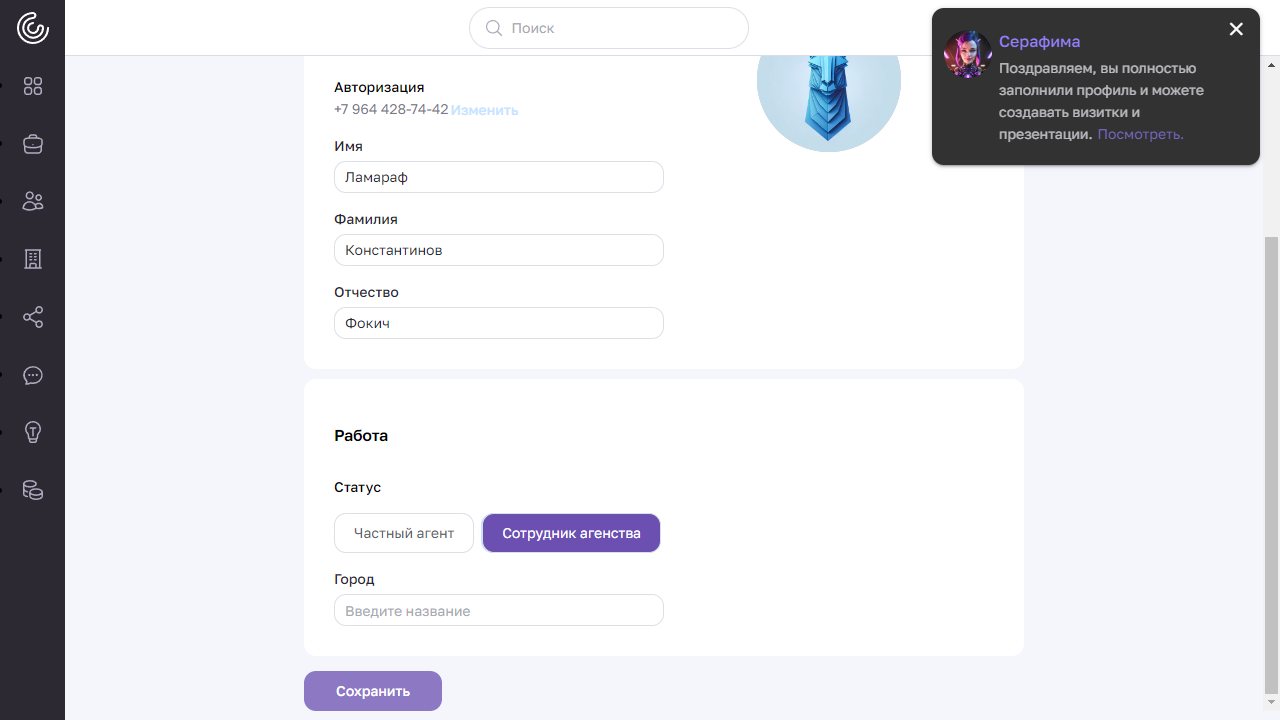 Поиск
Серафима
Поздравляем, вы полностью
заполнили профиль и можете
создавать визитки и
презентации. Посмотреть.
Авторизация
+7 964 428-74-42 Изменить
Имя
Ламараф
Фамилия
Константинов
Отчество
Фокич
Работа
Статус
Частный агент
Сотрудник агенства
Город
Введите название
Сохранить